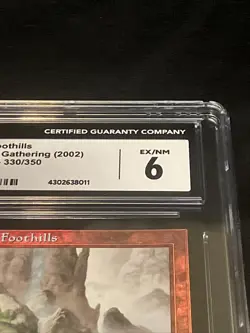 CERTIFIED GUARANTY COMPANY
oothills
Gathering (2002)
330/350
4302638011
EX/NM
6
Foothills